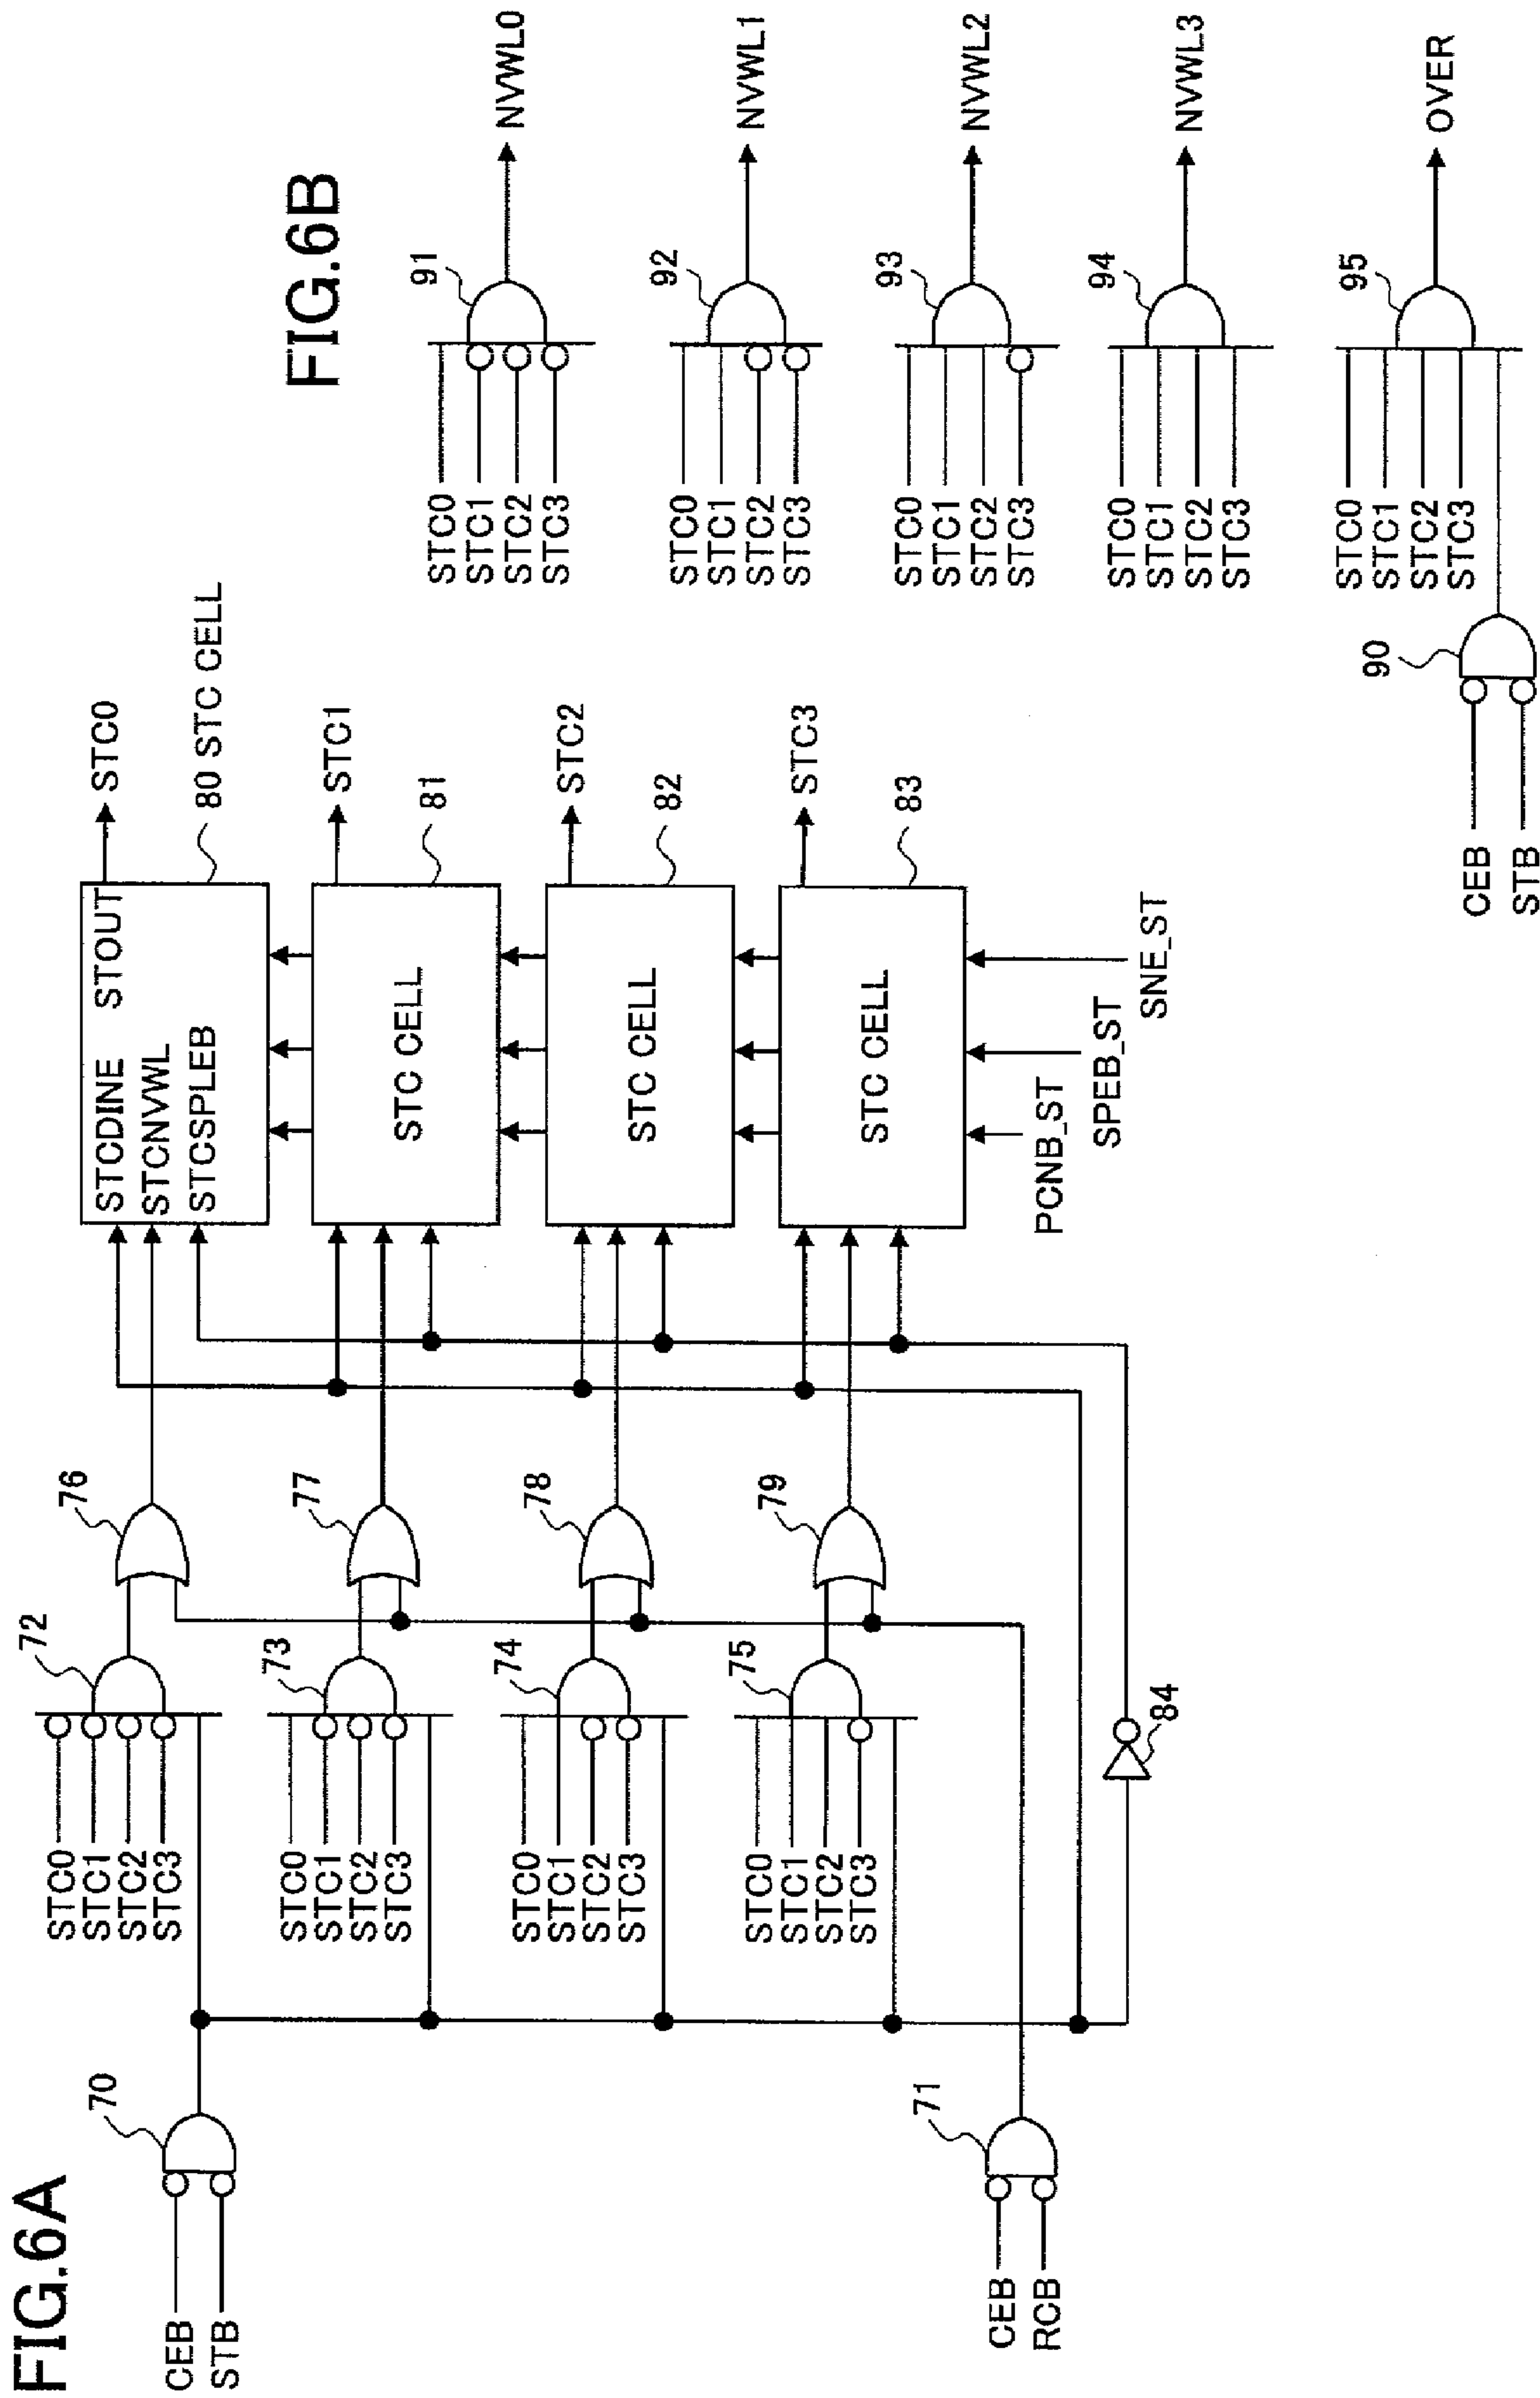 FIG.6A
CEB
STB
70
STC0
STC1
STC2
STC3
72
76
STC0
STC1
STC2
STC3
73
77
STC0
STC1
STC2
STC3
74
78
STC0
STC1
STC2
STC3
75
79
CEB
RCB
71
84
STCDINE STOUT
STCNVWL
STCSPLEB
STC0
80 STC CELL
STC CELL
STC1
81
STC CELL
STC2
82
STC CELL
STC3
83
PCNB_ST
SPEB_ST
SNE_ST
FIG.6B
STC0
STC1
STC2
STC3
91
NVWL0
STC0
STC1
STC2
STC3
92
NVWL1
STC0
STC1
STC2
STC3
93
NVWL2
STC0
STC1
STC2
STC3
94
NVWL3
STC0
STC1
STC2
STC3
95
OVER
CEB
STB
90